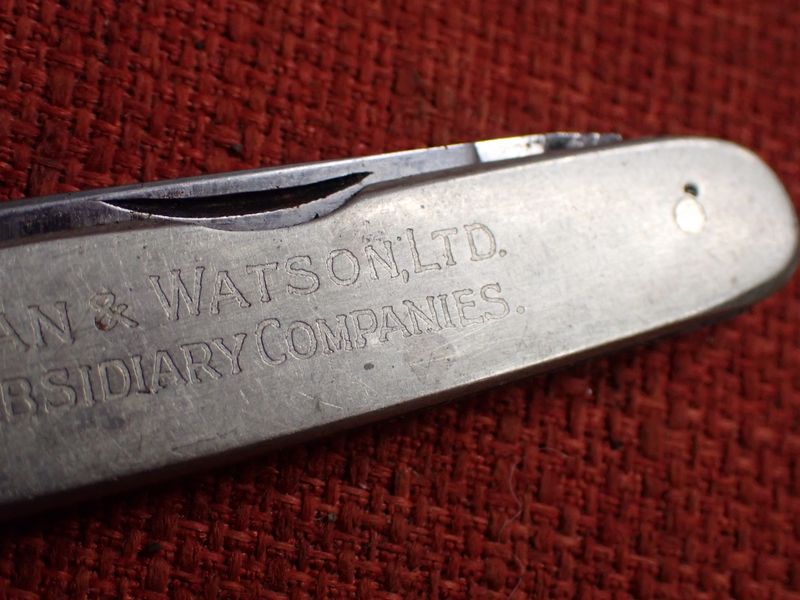 AN & WATSON, LTD.
BSIDIARY COMPANIES.